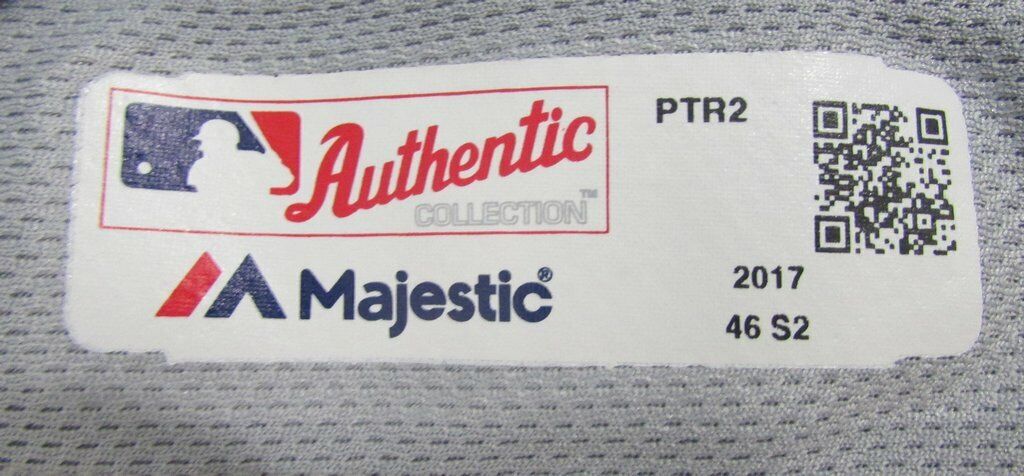 Authentic
COLLECTION™
Majestic®
PTR2
2017
46 S2